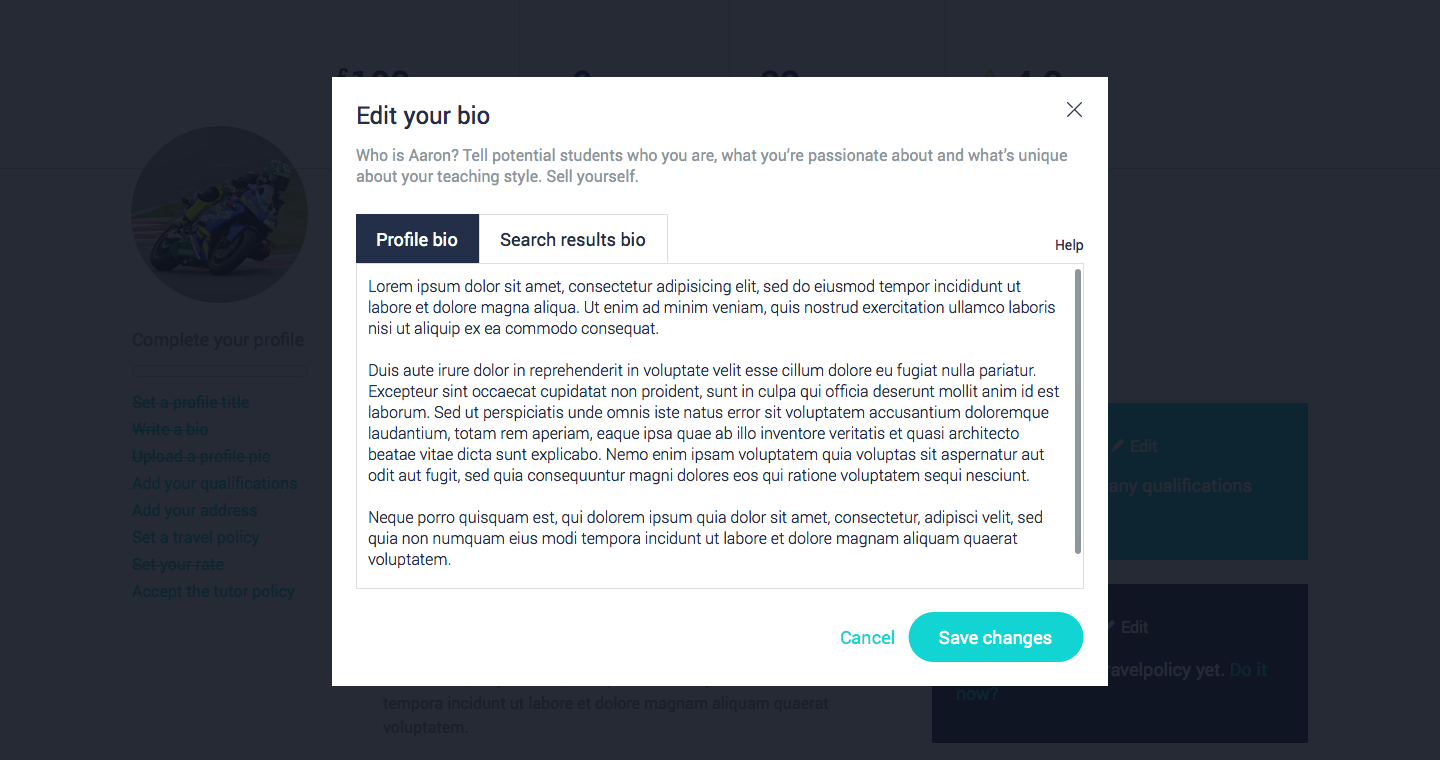 Edit your bio
Who is Aaron? Tell potential students who you are, what you’re passionate about and what’s unique
about your teaching style. Sell yourself.
Profile bio
Search results bio
Help
Lorem ipsum dolor sit amet, consectetur adipisicing elit, sed do eiusmod tempor incididunt ut
labore et dolore magna aliqua. Ut enim ad minim veniam, quis nostrud exercitation ullamco laboris
nisi ut aliquip ex ea commodo consequat.
Duis aute irure dolor in reprehenderit in voluptate velit esse cillum dolore eu fugiat nulla pariatur.
Excepteur sint occaecat cupidatat non proident, sunt in culpa qui officia deserunt mollit anim id est
laborum. Sed ut perspiciatis unde omnis iste natus error sit voluptatem accusantium doloremque
laudantium, totam rem aperiam, eaque ipsa quae ab illo inventore veritatis et quasi architecto
beatae vitae dicta sunt explicabo. Nemo enim ipsam voluptatem quia voluptas sit aspernatur aut
odit aut fugit, sed quia consequuntur magni dolores eos qui ratione voluptatem sequi nesciunt.
Neque porro quisquam est, qui dolorem ipsum quia dolor sit amet, consectetur, adipisci velit, sed
quia non numquam eius modi tempora incidunt ut labore et dolore magnam aliquam quaerat
voluptatem.
Cancel
Save changes
Complete your profile
Set a profile title
Write a bio
Upload a profile pic
Add your qualifications
Add your address
Set a travel policy
Set your rate
Accept the tutor policy
Edit
any qualifications
Edit
ravelpolicy yet. Do it
now?
tempora incidunt ut labore et dolore magnam aliquam quaerat
voluptatem.